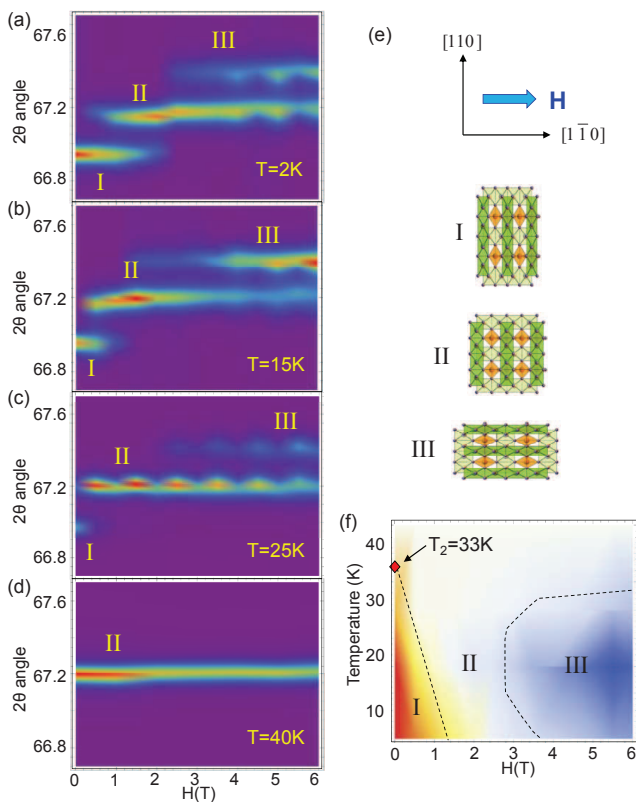 (a)
67.6
67.2
66.8
2θ angle
III
II
I
T=2K
(b)
67.6
67.2
66.8
2θ angle
III
II
I
T=15K
(c)
67.6
67.2
66.8
2θ angle
III
II
I
T=25K
(d)
67.6
67.2
66.8
2θ angle
II
T=40K
0 1 2 3 4 5 6
H(T)
(e)
[110]
H
[1 1̅ 0]
I
II
III
(f)
T₂=33K
Temperature (K)
40
30
20
10
I
II
III
0 1 2 3 4 5 6
H(T)